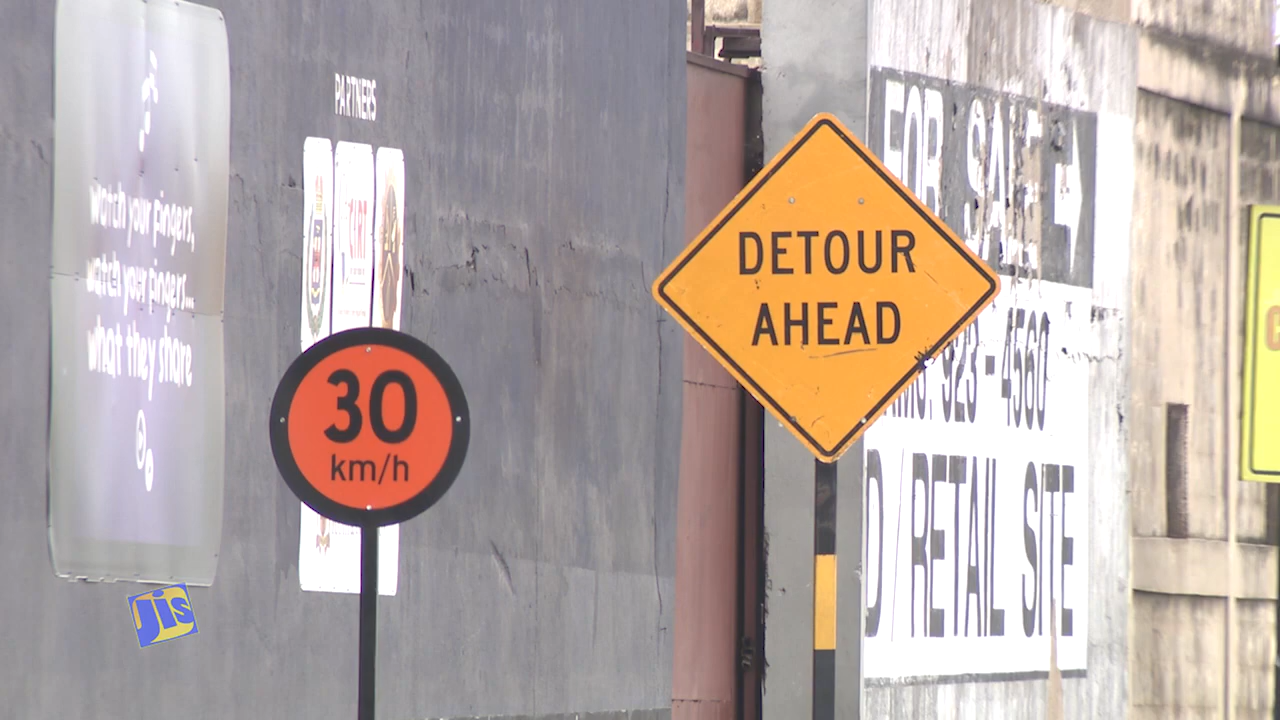 watch your fingers,
watch your fingers...
what they share
PARTNERS
30
km/h
DETOUR
AHEAD
FOR SALE
923-4560
/RETAIL SITE
Jis